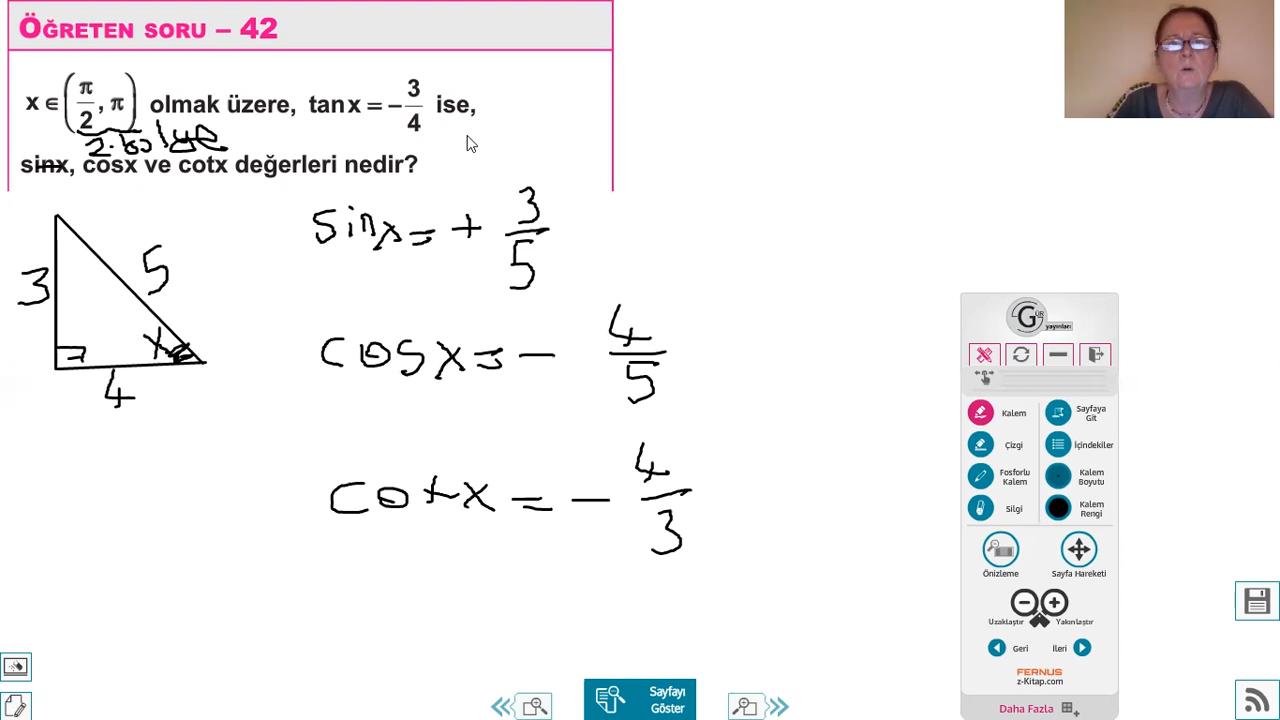 ÖĞRETEN SORU – 42
x ∈ (π/2, π) olmak üzere, tan x = − 3/4 ise,
2. bölge
sinx, cosx ve cotx değerleri nedir?
3
5
x
4
sinx = + 3/5
cosx = − 4/5
cotx = − 4/3
GÜR
yayınları
Kalem
Sayfaya Git
Çizgi
İçindekiler
Fosforlu Kalem
Kalem Boyutu
Silgi
Kalem Rengi
Önizleme
Sayfa Hareketi
Uzaklaştır
Yakınlaştır
Geri
İleri
FERNUS
z-Kitap.com
Daha Fazla
Sayfayı Göster